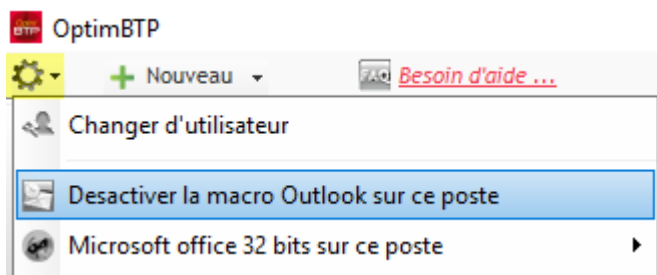 OptimBTP
Nouveau Besoin d'aide ...
Changer d'utilisateur
Desactiver la macro Outlook sur ce poste
Microsoft office 32 bits sur ce poste